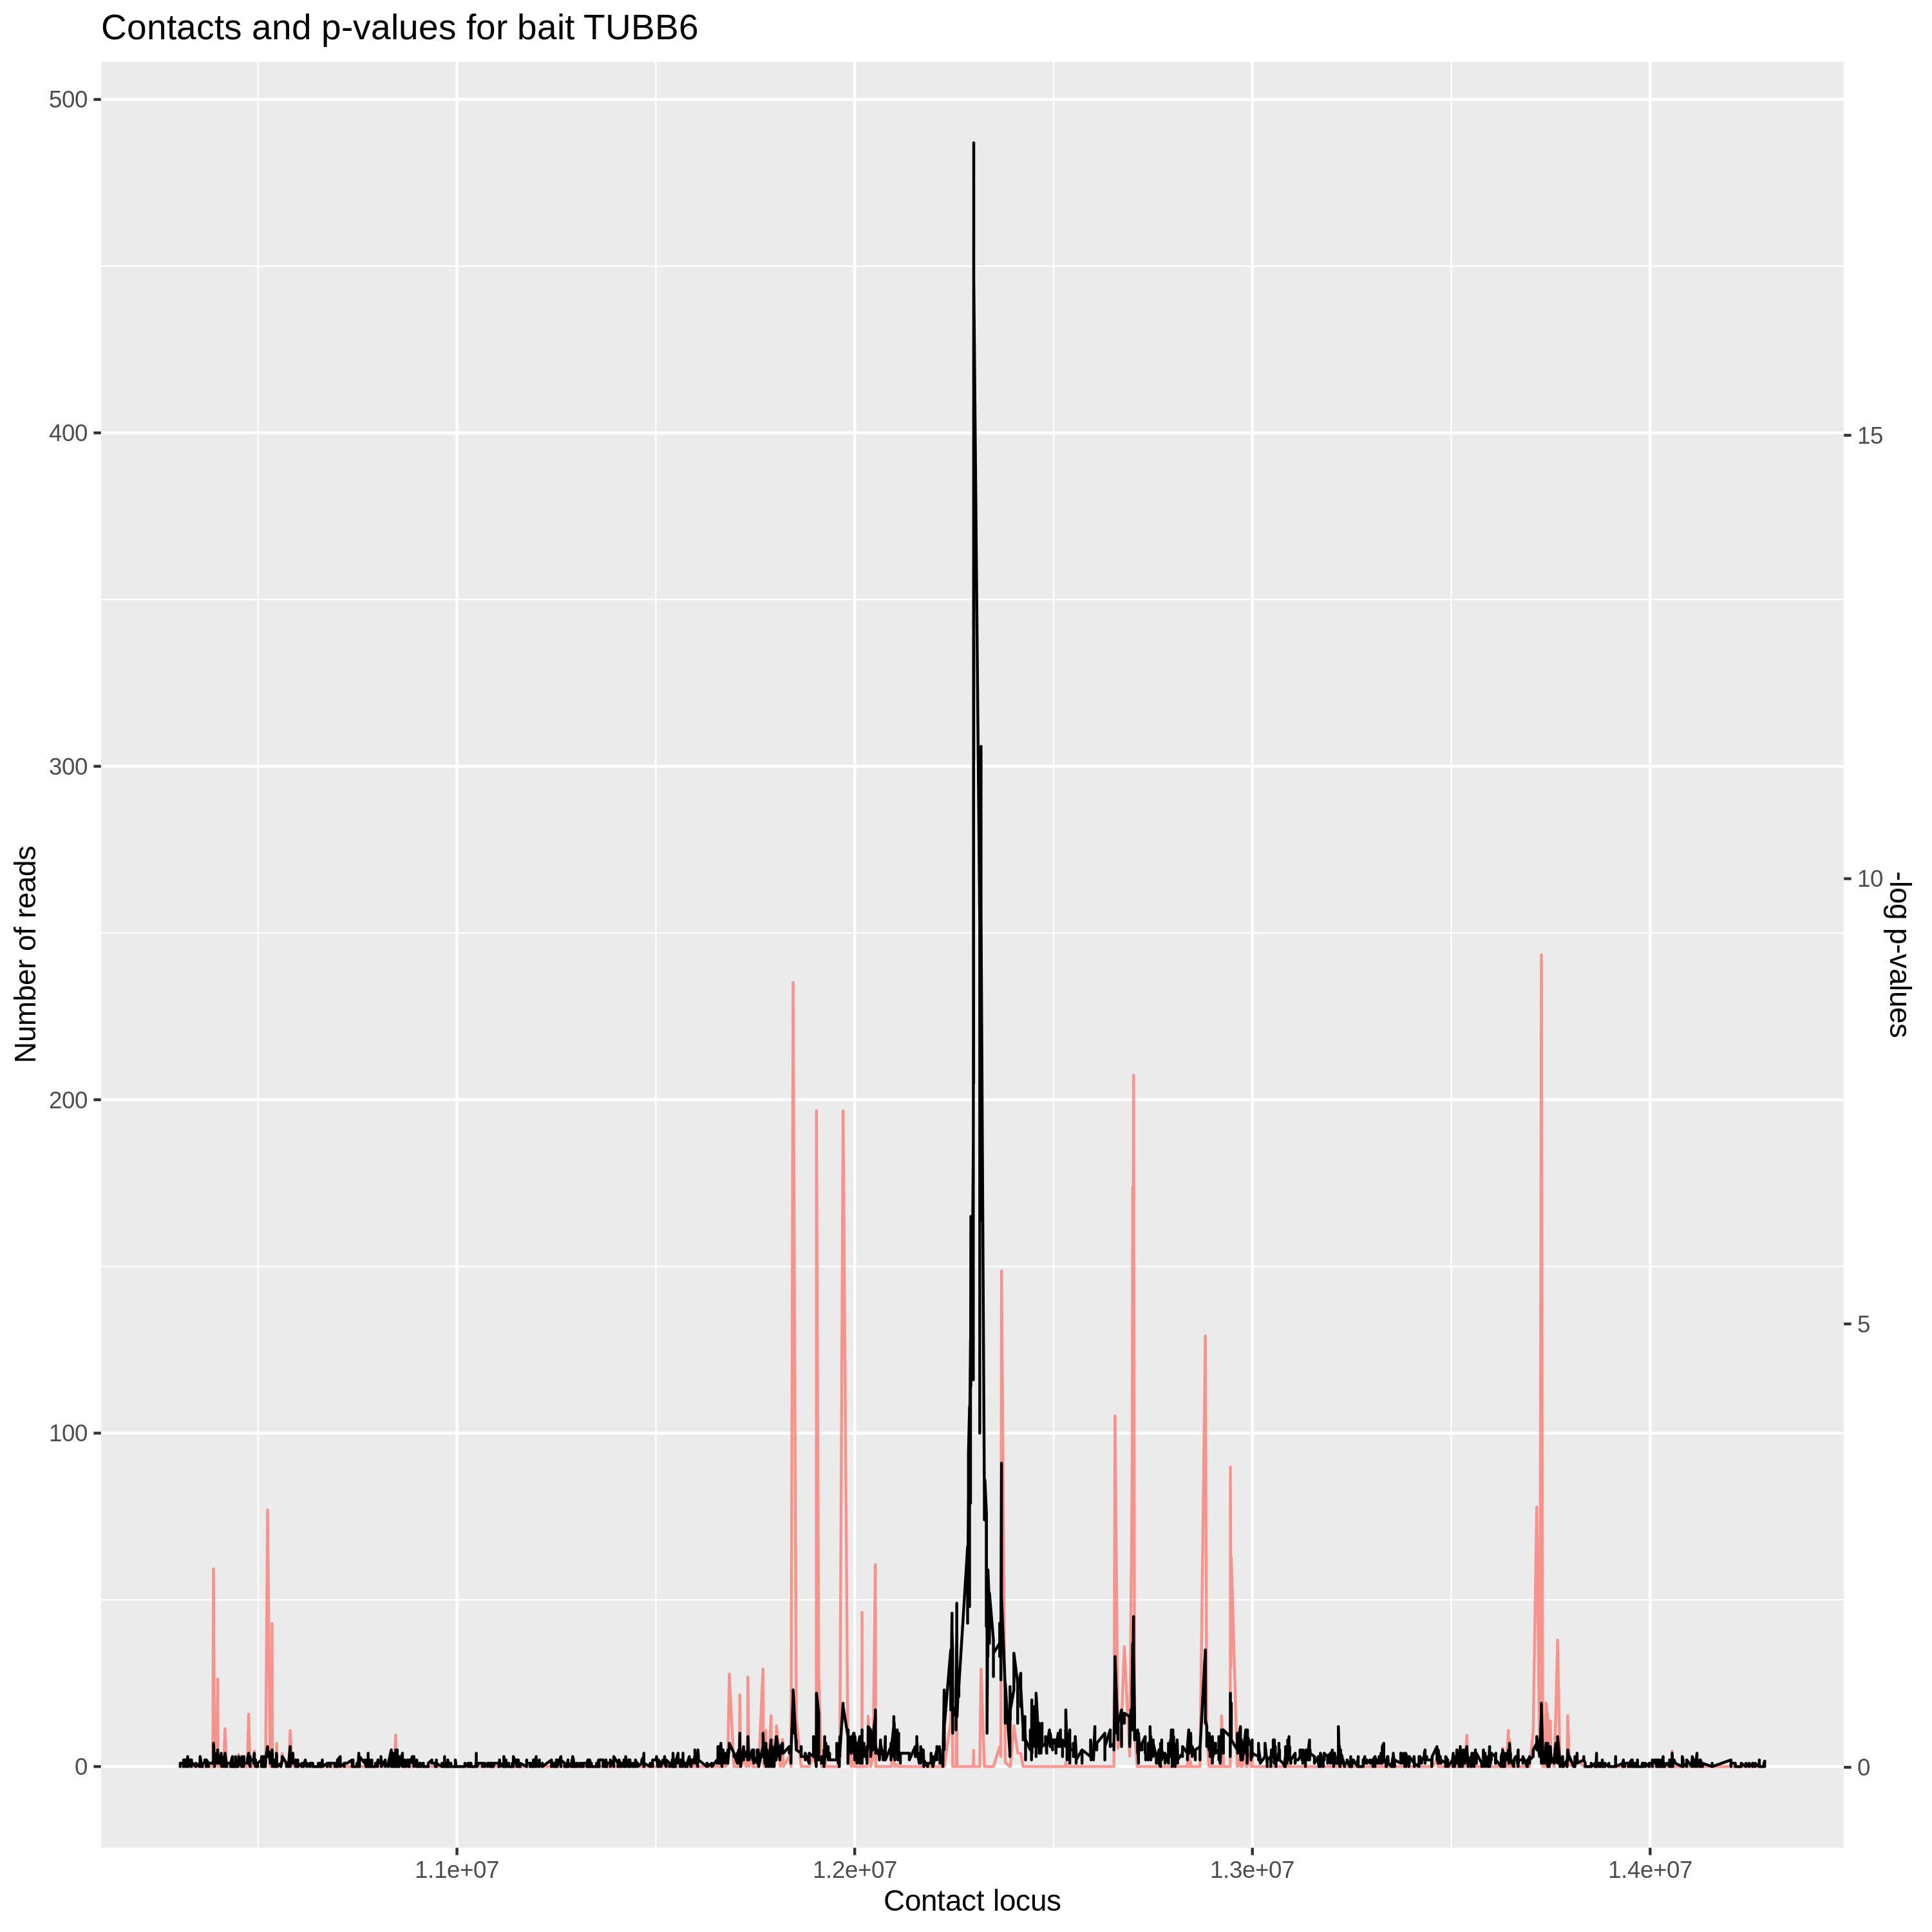 Contacts and p-values for bait TUBB6
500
400
300
200
100
0
Number of reads
15
10
5
0
-log p-values
1.1e+07
1.2e+07
1.3e+07
1.4e+07
Contact locus